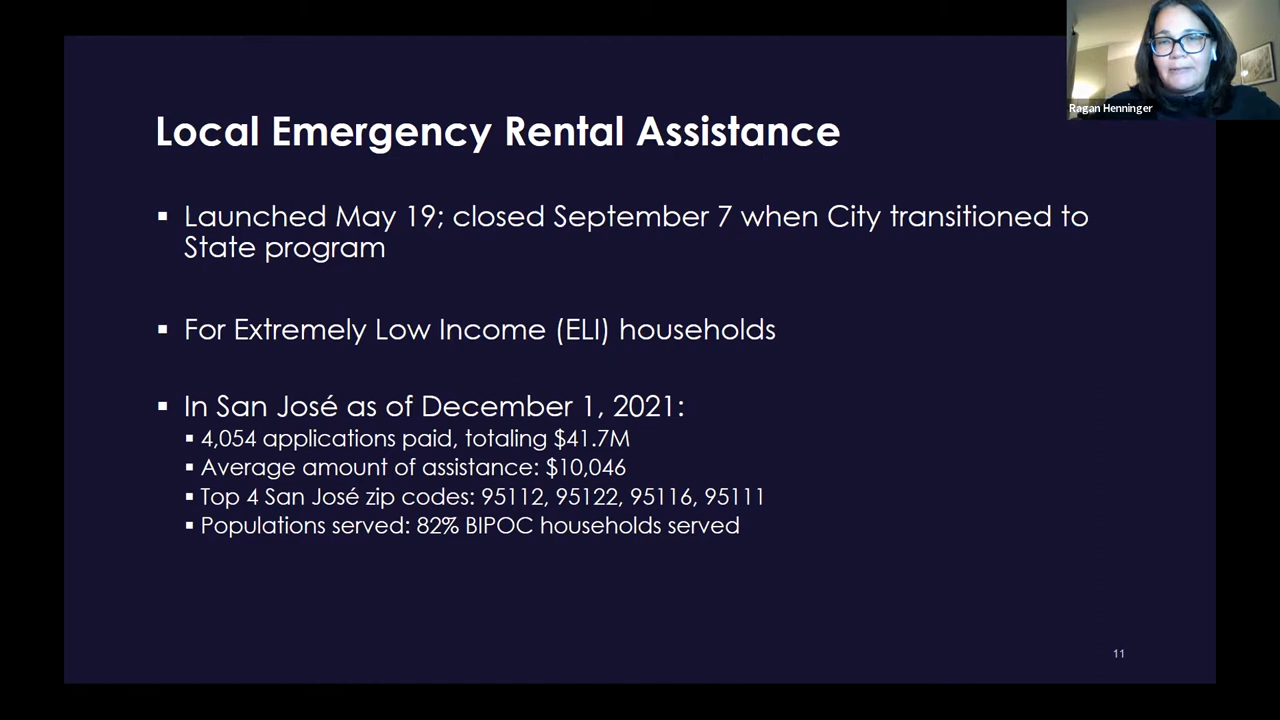 Ragan Henninger
Local Emergency Rental Assistance
▪ Launched May 19; closed September 7 when City transitioned to
State program
▪ For Extremely Low Income (ELI) households
▪ In San José as of December 1, 2021:
▪ 4,054 applications paid, totaling $41.7M
▪ Average amount of assistance: $10,046
▪ Top 4 San José zip codes: 95112, 95122, 95116, 95111
▪ Populations served: 82% BIPOC households served
11